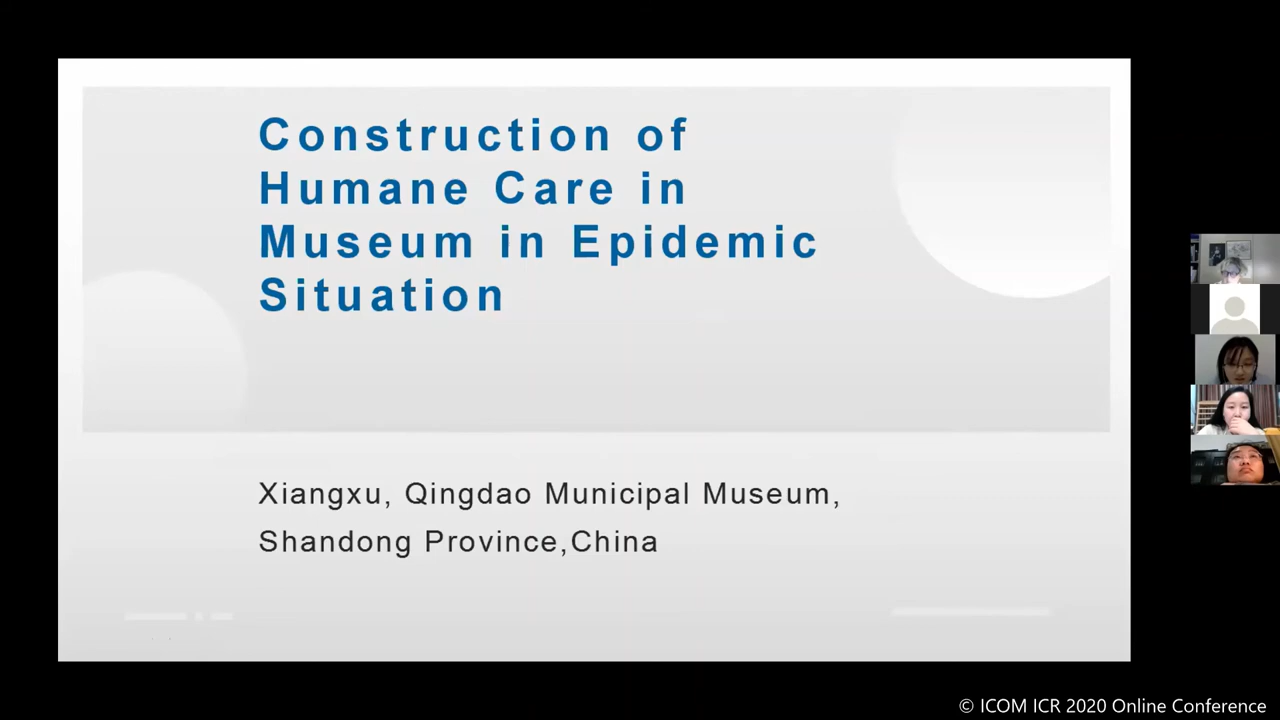 Construction of
Humane Care in
Museum in Epidemic
Situation
Xiangxu, Qingdao Municipal Museum,
Shandong Province,China
© ICOM ICR 2020 Online Conference